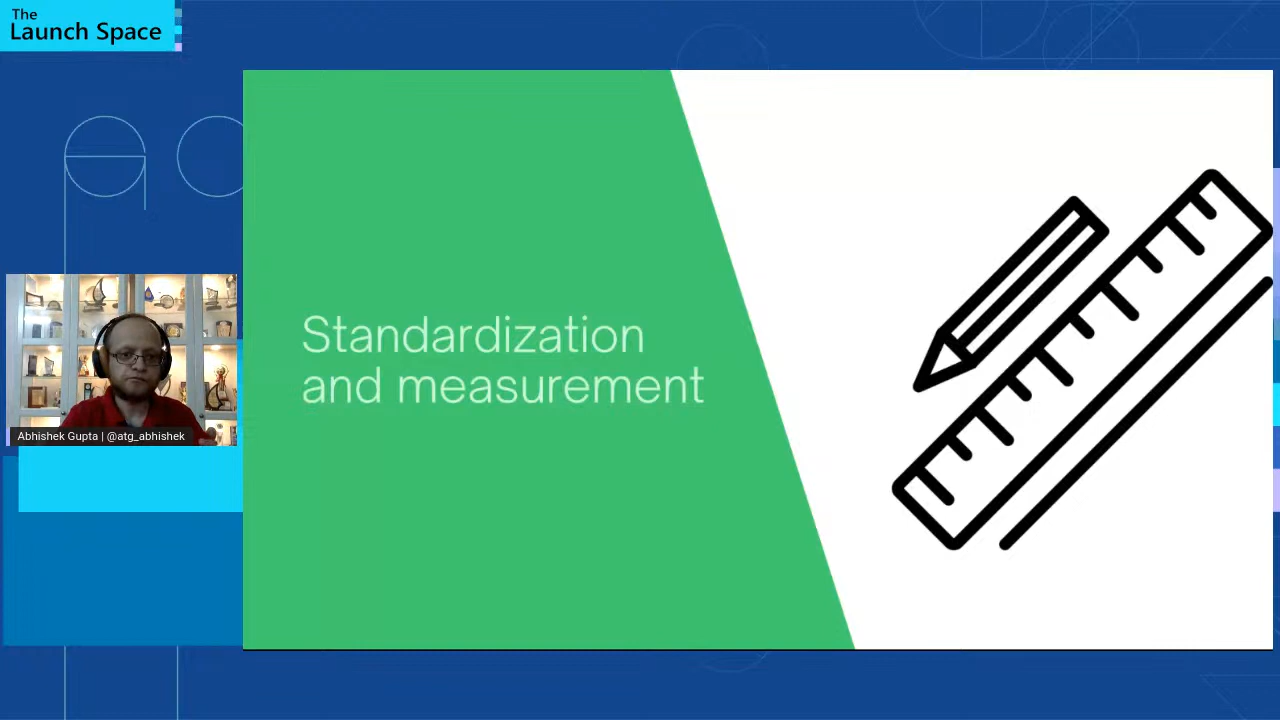 The
Launch Space
Standardization
and measurement
Abhishek Gupta | @atg_abhishek